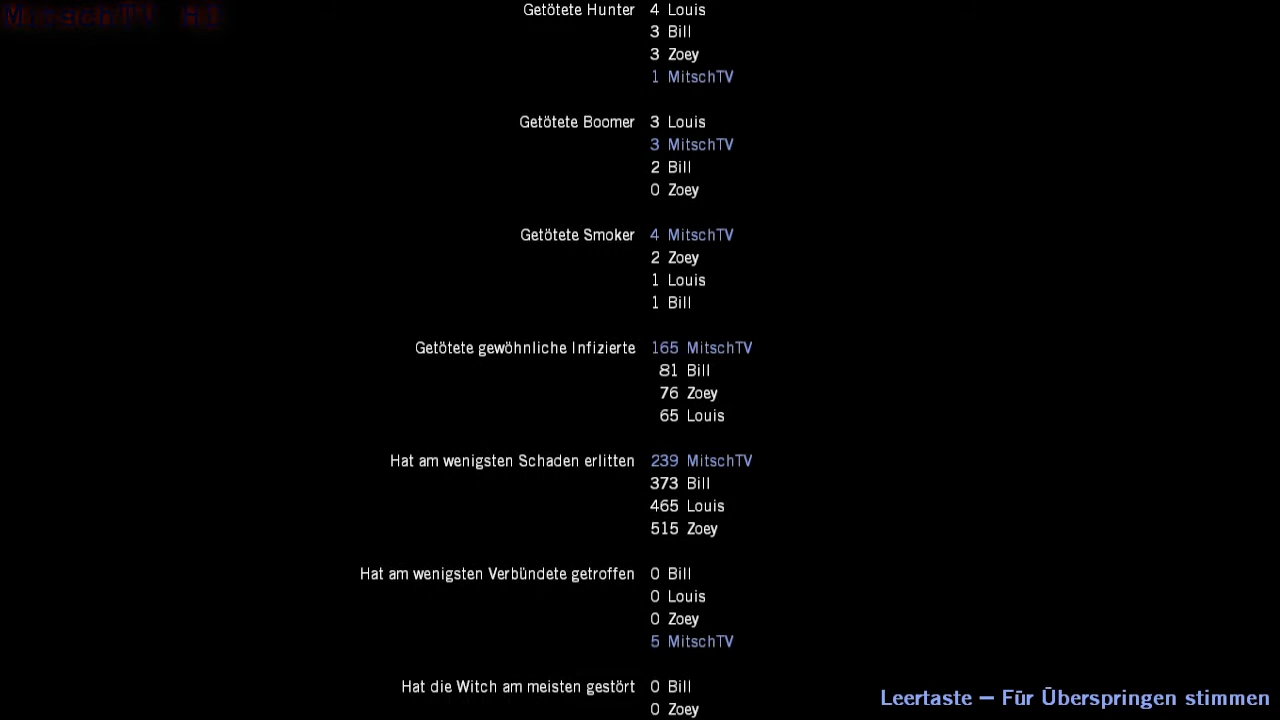 Getötete Hunter 4 Louis
3 Bill
3 Zoey
1 MitschTV
Getötete Boomer 3 Louis
3 MitschTV
2 Bill
0 Zoey
Getötete Smoker 4 MitschTV
2 Zoey
1 Louis
1 Bill
Getötete gewöhnliche Infizierte 165 MitschTV
81 Bill
76 Zoey
65 Louis
Hat am wenigsten Schaden erlitten 239 MitschTV
373 Bill
465 Louis
515 Zoey
Hat am wenigsten Verbündete getroffen 0 Bill
0 Louis
0 Zoey
5 MitschTV
Hat die Witch am meisten gestört 0 Bill
0 Zoey
Leertaste – Für Überspringen stimmen